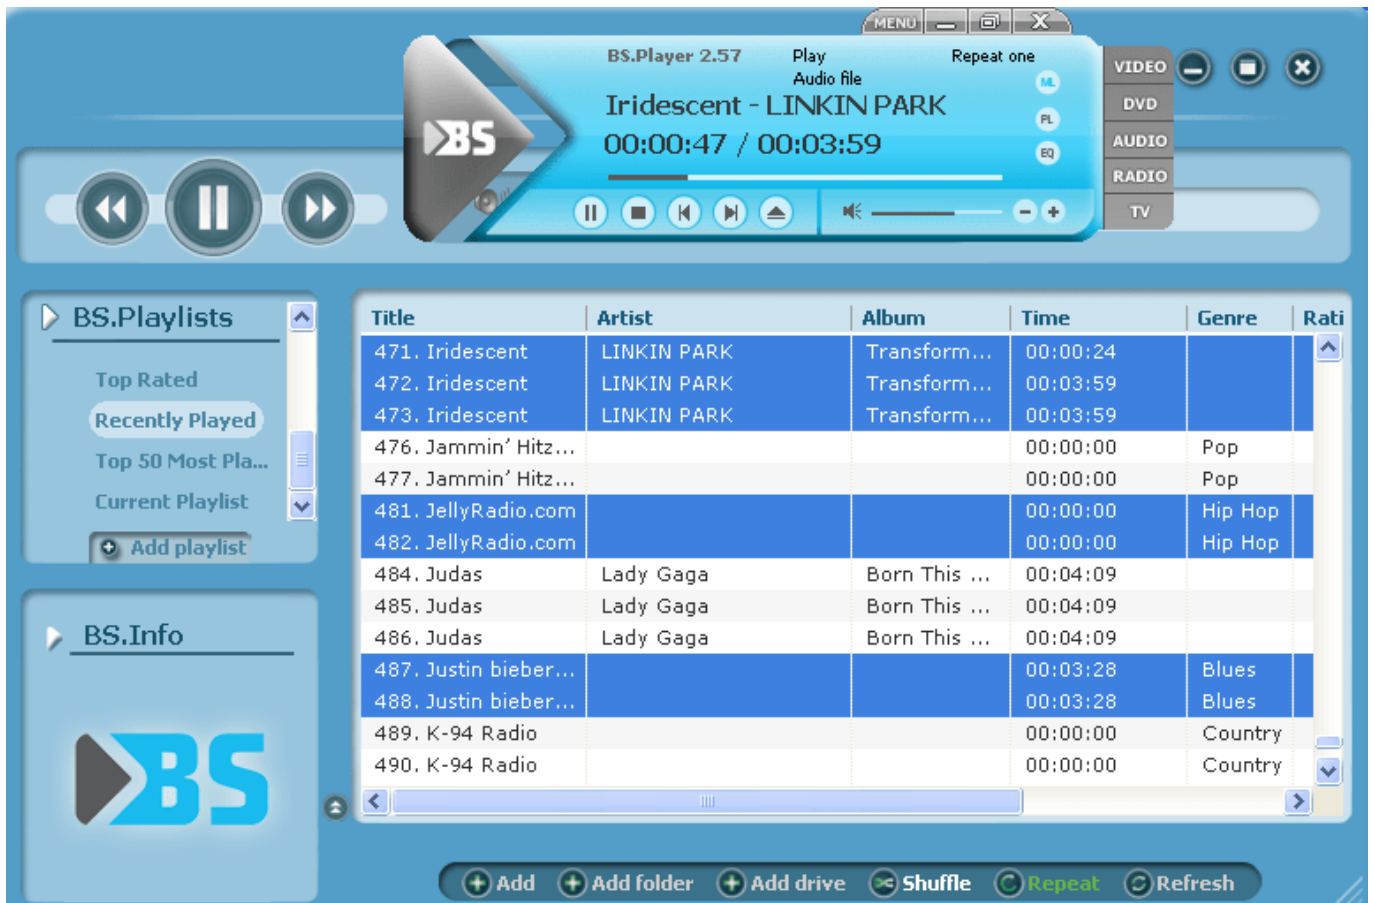 MENU
BS.Player 2.57 Play Repeat one
Audio file
ML
Iridescent - LINKIN PARK
PL
00:00:47 / 00:03:59
EQ
BS
VIDEO
DVD
AUDIO
RADIO
TV
BS.Playlists
Top Rated
Recently Played
Top 50 Most Pla...
Current Playlist
Add playlist
BS.Info
BS
Title Artist Album Time Genre Rati
471. Iridescent LINKIN PARK Transform... 00:00:24
472. Iridescent LINKIN PARK Transform... 00:03:59
473. Iridescent LINKIN PARK Transform... 00:03:59
476. Jammin' Hitz... 00:00:00 Pop
477. Jammin' Hitz... 00:00:00 Pop
481. JellyRadio.com 00:00:00 Hip Hop
482. JellyRadio.com 00:00:00 Hip Hop
484. Judas Lady Gaga Born This ... 00:04:09
485. Judas Lady Gaga Born This ... 00:04:09
486. Judas Lady Gaga Born This ... 00:04:09
487. Justin bieber... 00:03:28 Blues
488. Justin bieber... 00:03:28 Blues
489. K-94 Radio 00:00:00 Country
490. K-94 Radio 00:00:00 Country
Add Add folder Add drive Shuffle Repeat Refresh